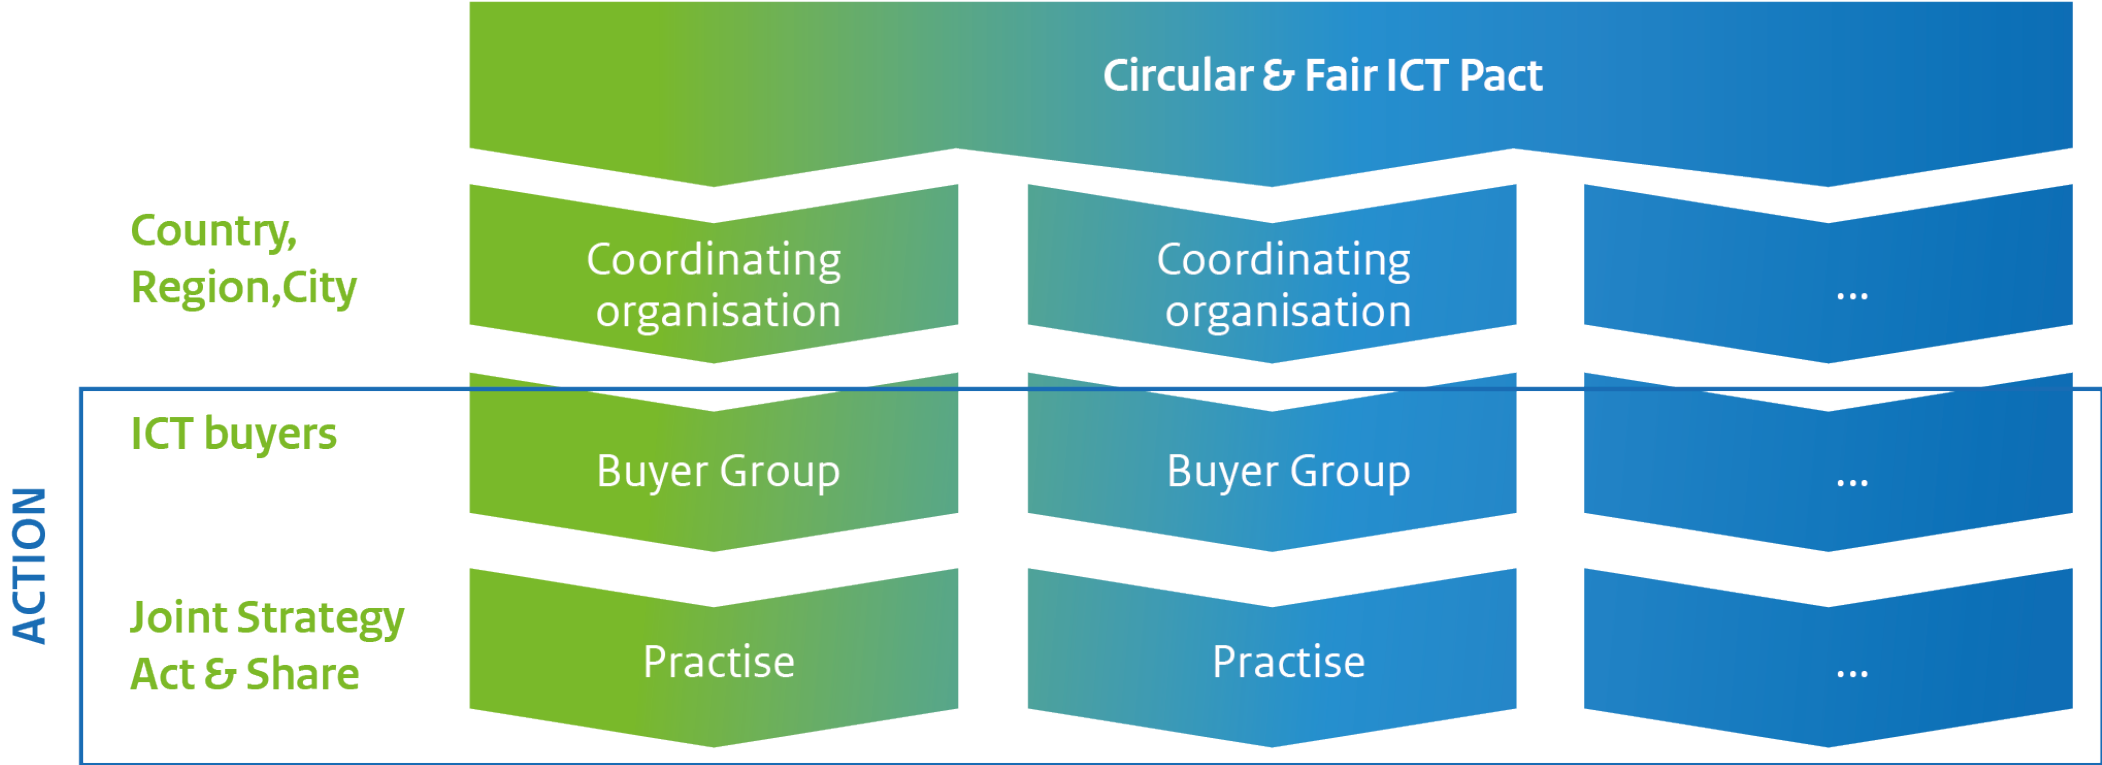 Circular & Fair ICT Pact
Country,
Region,City
Coordinating
organisation
Coordinating
organisation
...
ACTION
ICT buyers
Buyer Group
Buyer Group
...
Joint Strategy
Act & Share
Practise
Practise
...